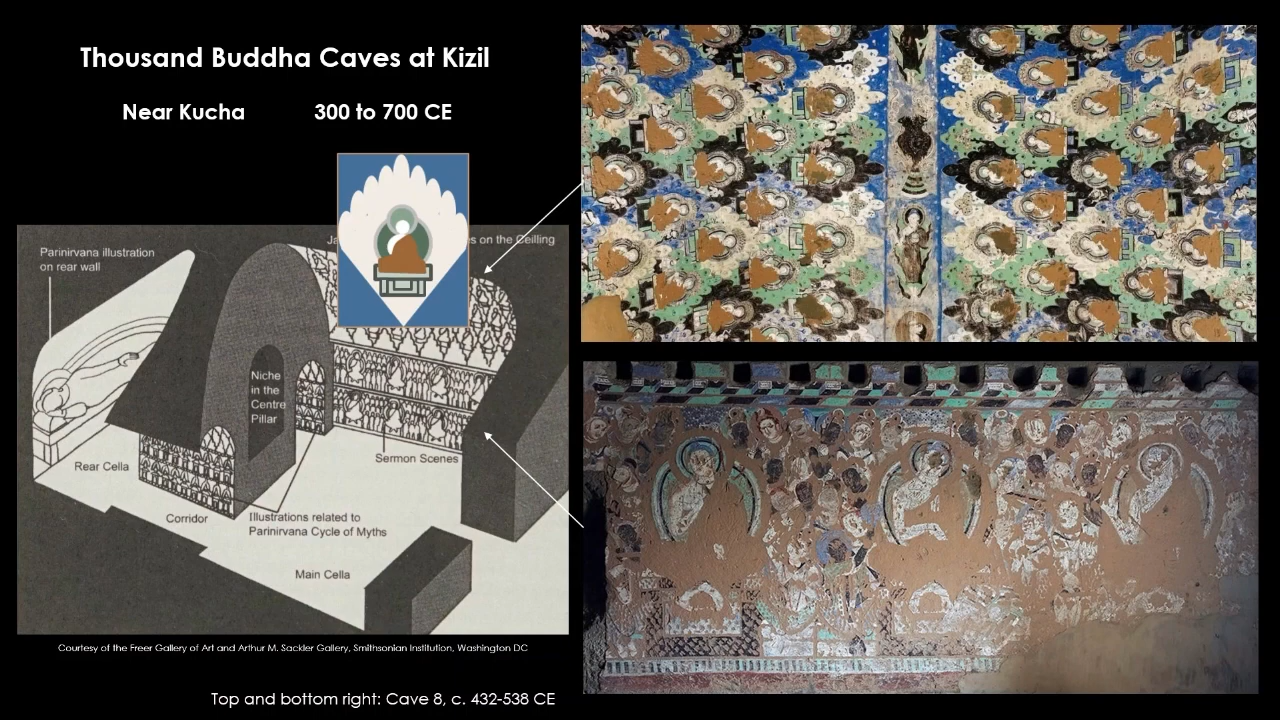 Thousand Buddha Caves at Kizil
Near Kucha 300 to 700 CE
Parinirvana illustration
on rear wall
on the Ceilling
Niche
in the
Centre
Pillar
Rear Cella
Sermon Scenes
Corridor
Illustrations related to
Parinirvana Cycle of Myths
Main Cella
Courtesy of the Freer Gallery of Art and Arthur M. Sackler Gallery, Smithsonian Institution, Washington DC
Top and bottom right: Cave 8, c. 432-538 CE